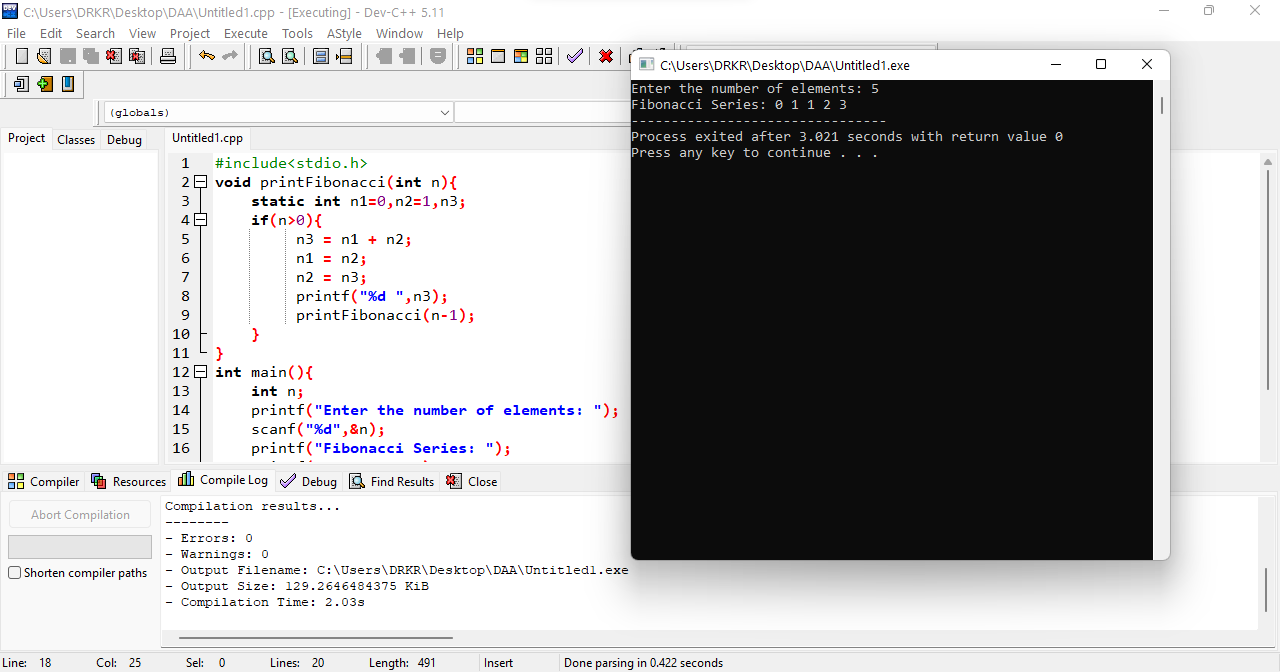 C:\Users\DRKR\Desktop\DAA\Untitled1.cpp - [Executing] - Dev-C++ 5.11
File Edit Search View Project Execute Tools AStyle Window Help
(globals)
Project Classes Debug
Untitled1.cpp
1 #include<stdio.h>
2 void printFibonacci(int n){
3 static int n1=0,n2=1,n3;
4 if(n>0){
5 n3 = n1 + n2;
6 n1 = n2;
7 n2 = n3;
8 printf("%d ",n3);
9 printFibonacci(n-1);
10 }
11 }
12 int main(){
13 int n;
14 printf("Enter the number of elements: ");
15 scanf("%d",&n);
16 printf("Fibonacci Series: ");
C:\Users\DRKR\Desktop\DAA\Untitled1.exe
Enter the number of elements: 5
Fibonacci Series: 0 1 1 2 3
--------------------------------
Process exited after 3.021 seconds with return value 0
Press any key to continue . . .
Compiler Resources Compile Log Debug Find Results Close
Abort Compilation
Shorten compiler paths
Compilation results...
--------
- Errors: 0
- Warnings: 0
- Output Filename: C:\Users\DRKR\Desktop\DAA\Untitled1.exe
- Output Size: 129.2646484375 KiB
- Compilation Time: 2.03s
Line: 18 Col: 25 Sel: 0 Lines: 20 Length: 491 Insert Done parsing in 0.422 seconds